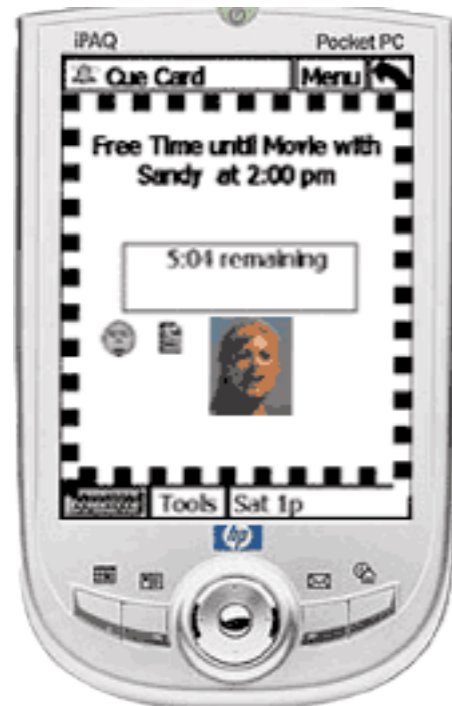 iPAQ Pocket PC
Cue Card Menu
Free Time until Movie with
Sandy at 2:00 pm
5:04 remaining
Tools Sat 1p
hp